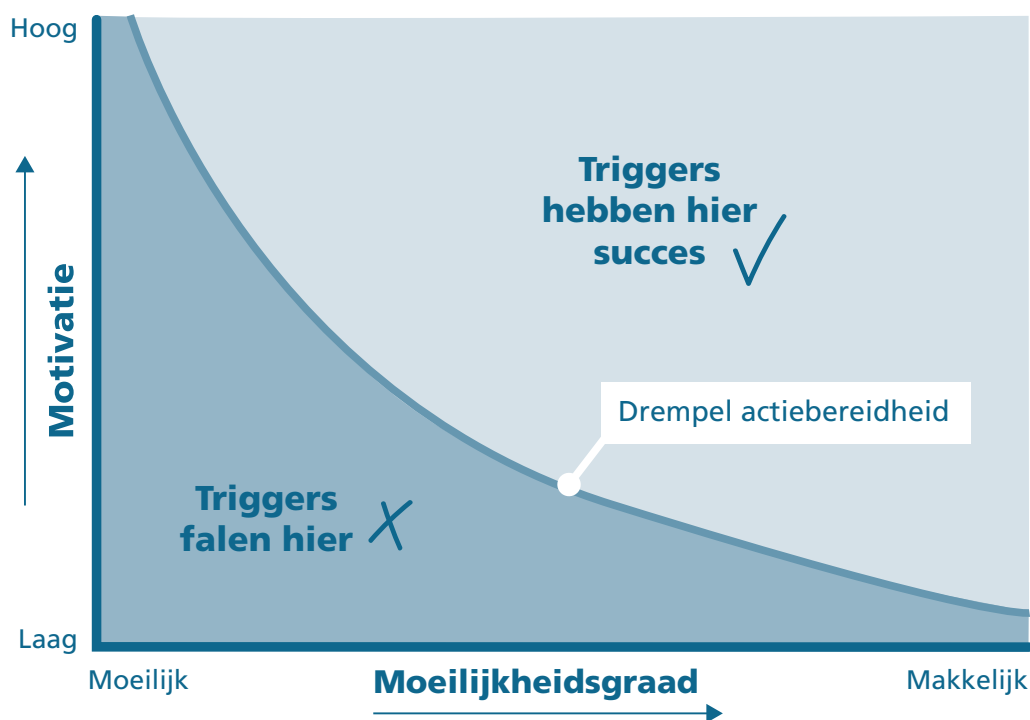 Hoog
Triggers
hebben hier
succes
Motivatie
Drempel actiebereidheid
Triggers
falen hier
Laag
Moeilijk
Moeilijkheidsgraad
Makkelijk